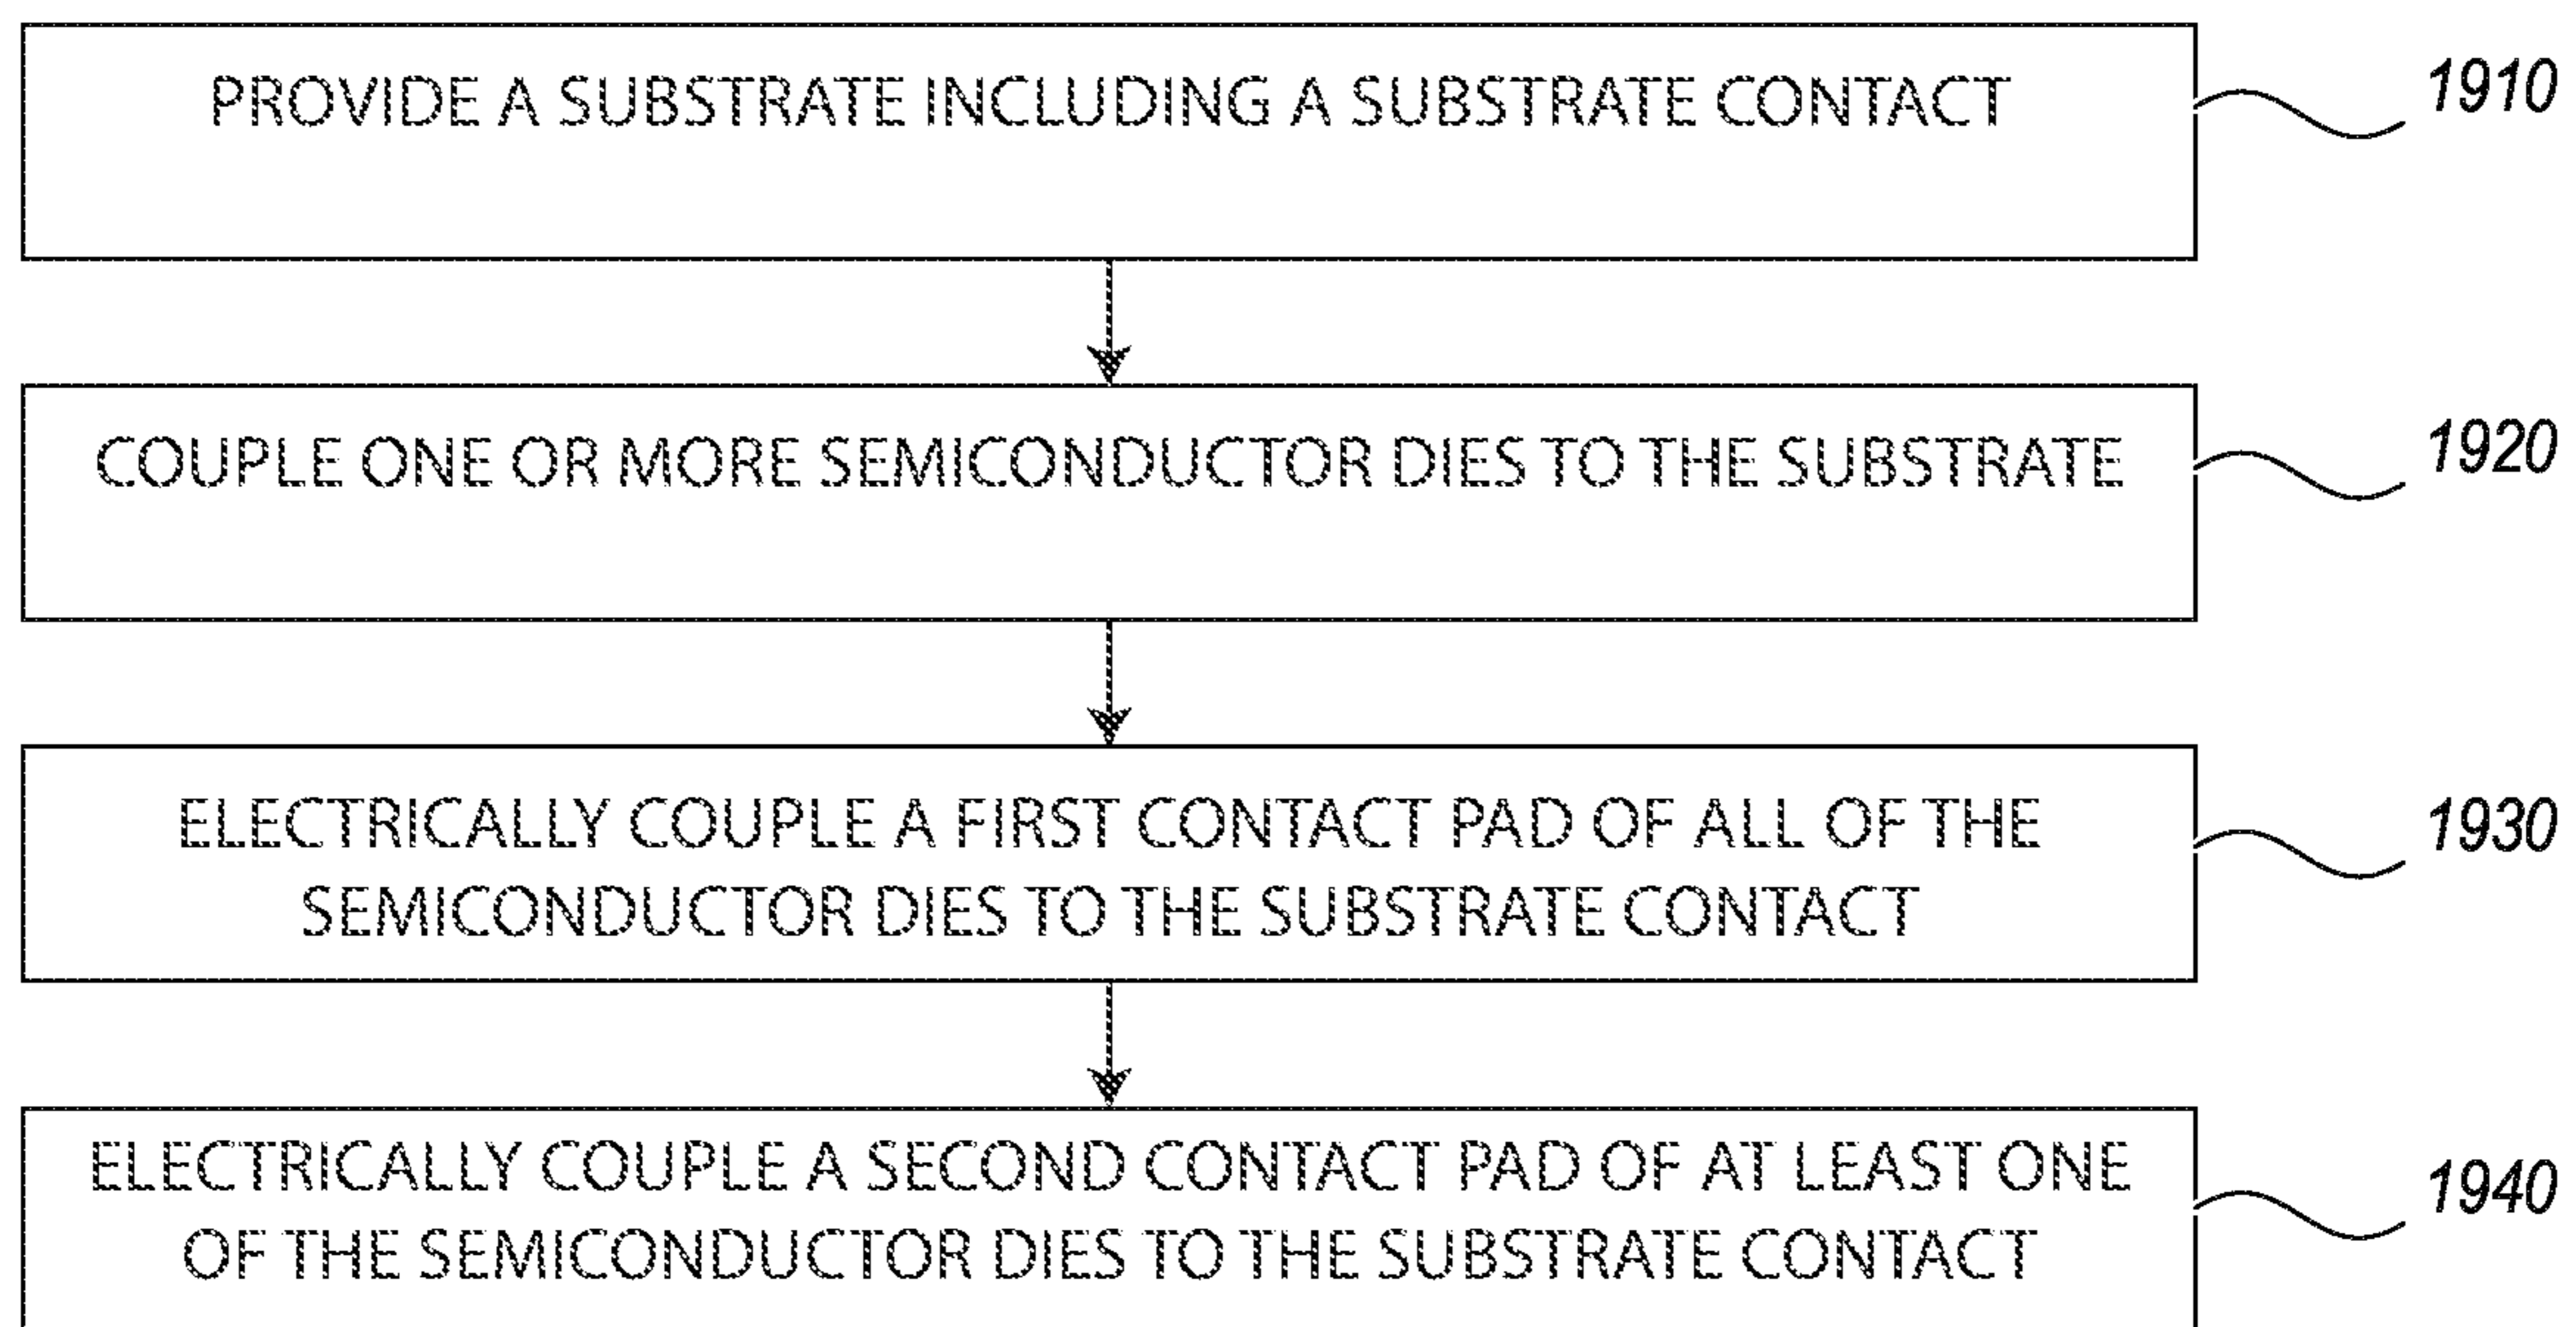 PROVIDE A SUBSTRATE INCLUDING A SUBSTRATE CONTACT
1910
COUPLE ONE OR MORE SEMICONDUCTOR DIES TO THE SUBSTRATE
1920
ELECTRICALLY COUPLE A FIRST CONTACT PAD OF ALL OF THE
SEMICONDUCTOR DIES TO THE SUBSTRATE CONTACT
1930
ELECTRICALLY COUPLE A SECOND CONTACT PAD OF AT LEAST ONE
OF THE SEMICONDUCTOR DIES TO THE SUBSTRATE CONTACT
1940